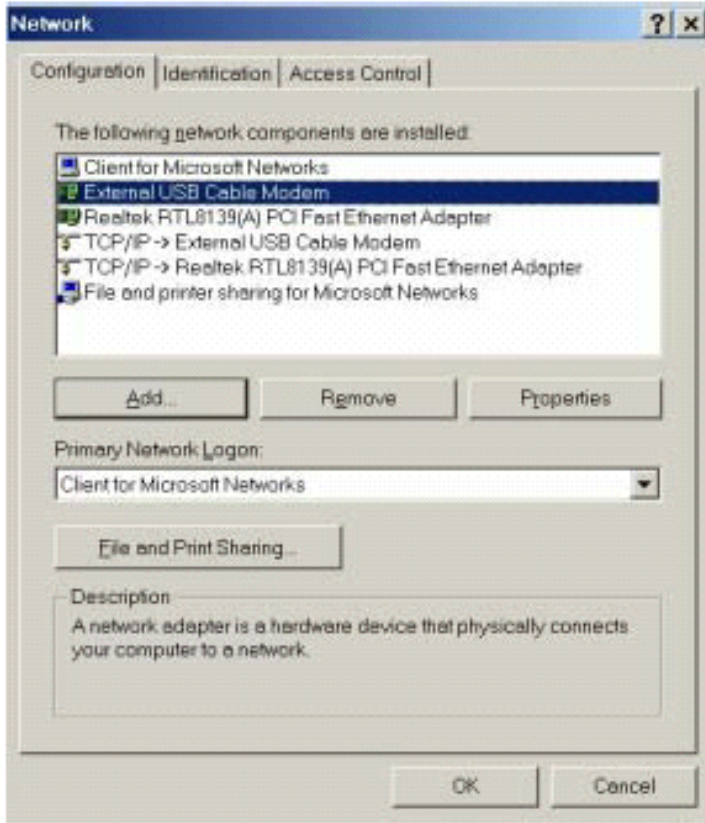 Network
Configuration Identification Access Control
The following network components are installed:
Client for Microsoft Networks
External USB Cable Modem
Realtek RTL8139(A) PCI Fast Ethernet Adapter
TCP/IP -> External USB Cable Modem
TCP/IP -> Realtek RTL8139(A) PCI Fast Ethernet Adapter
File and printer sharing for Microsoft Networks
Add... Remove Properties
Primary Network Logon:
Client for Microsoft Networks
File and Print Sharing...
Description
A network adapter is a hardware device that physically connects
your computer to a network.
OK Cancel